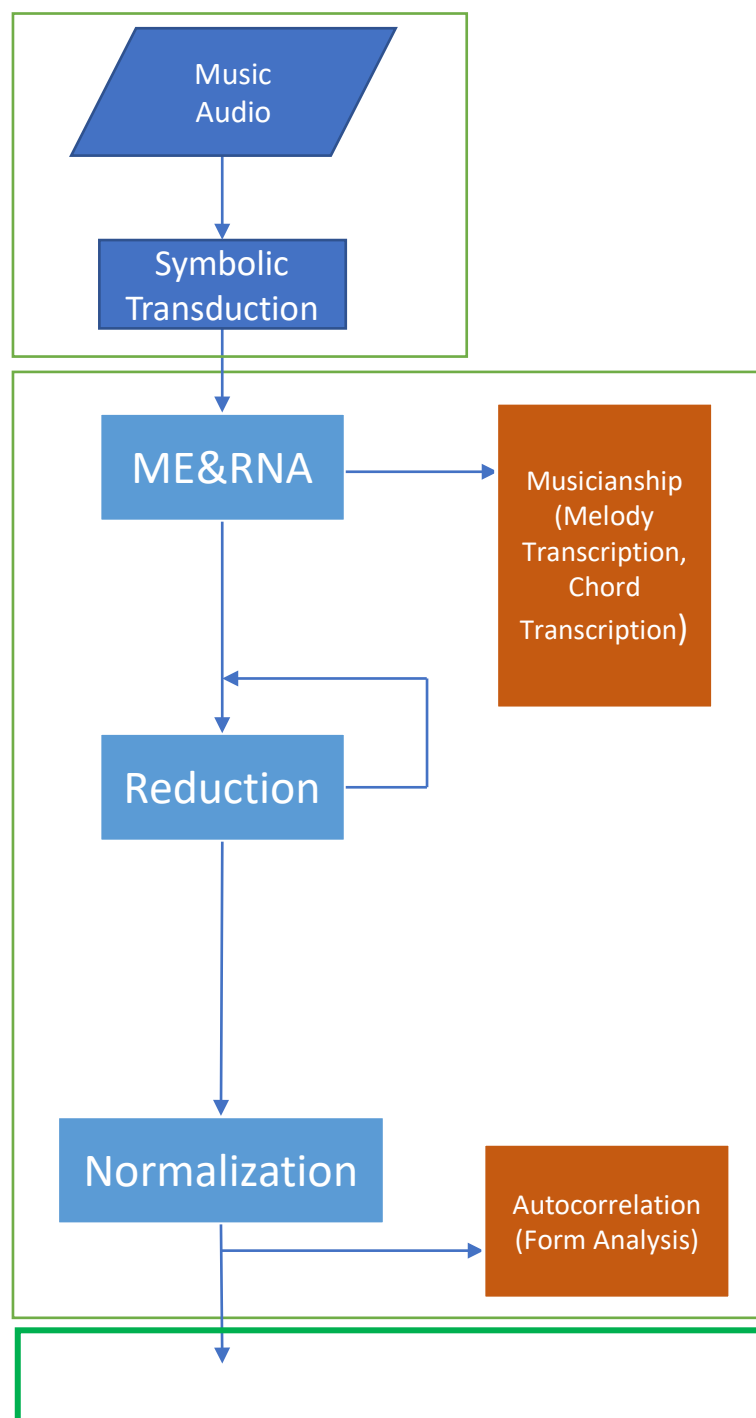 Music
Audio
Symbolic
Transduction
ME&RNA
Musicianship
(Melody
Transcription,
Chord
Transcription)
Reduction
Normalization
Autocorrelation
(Form Analysis)